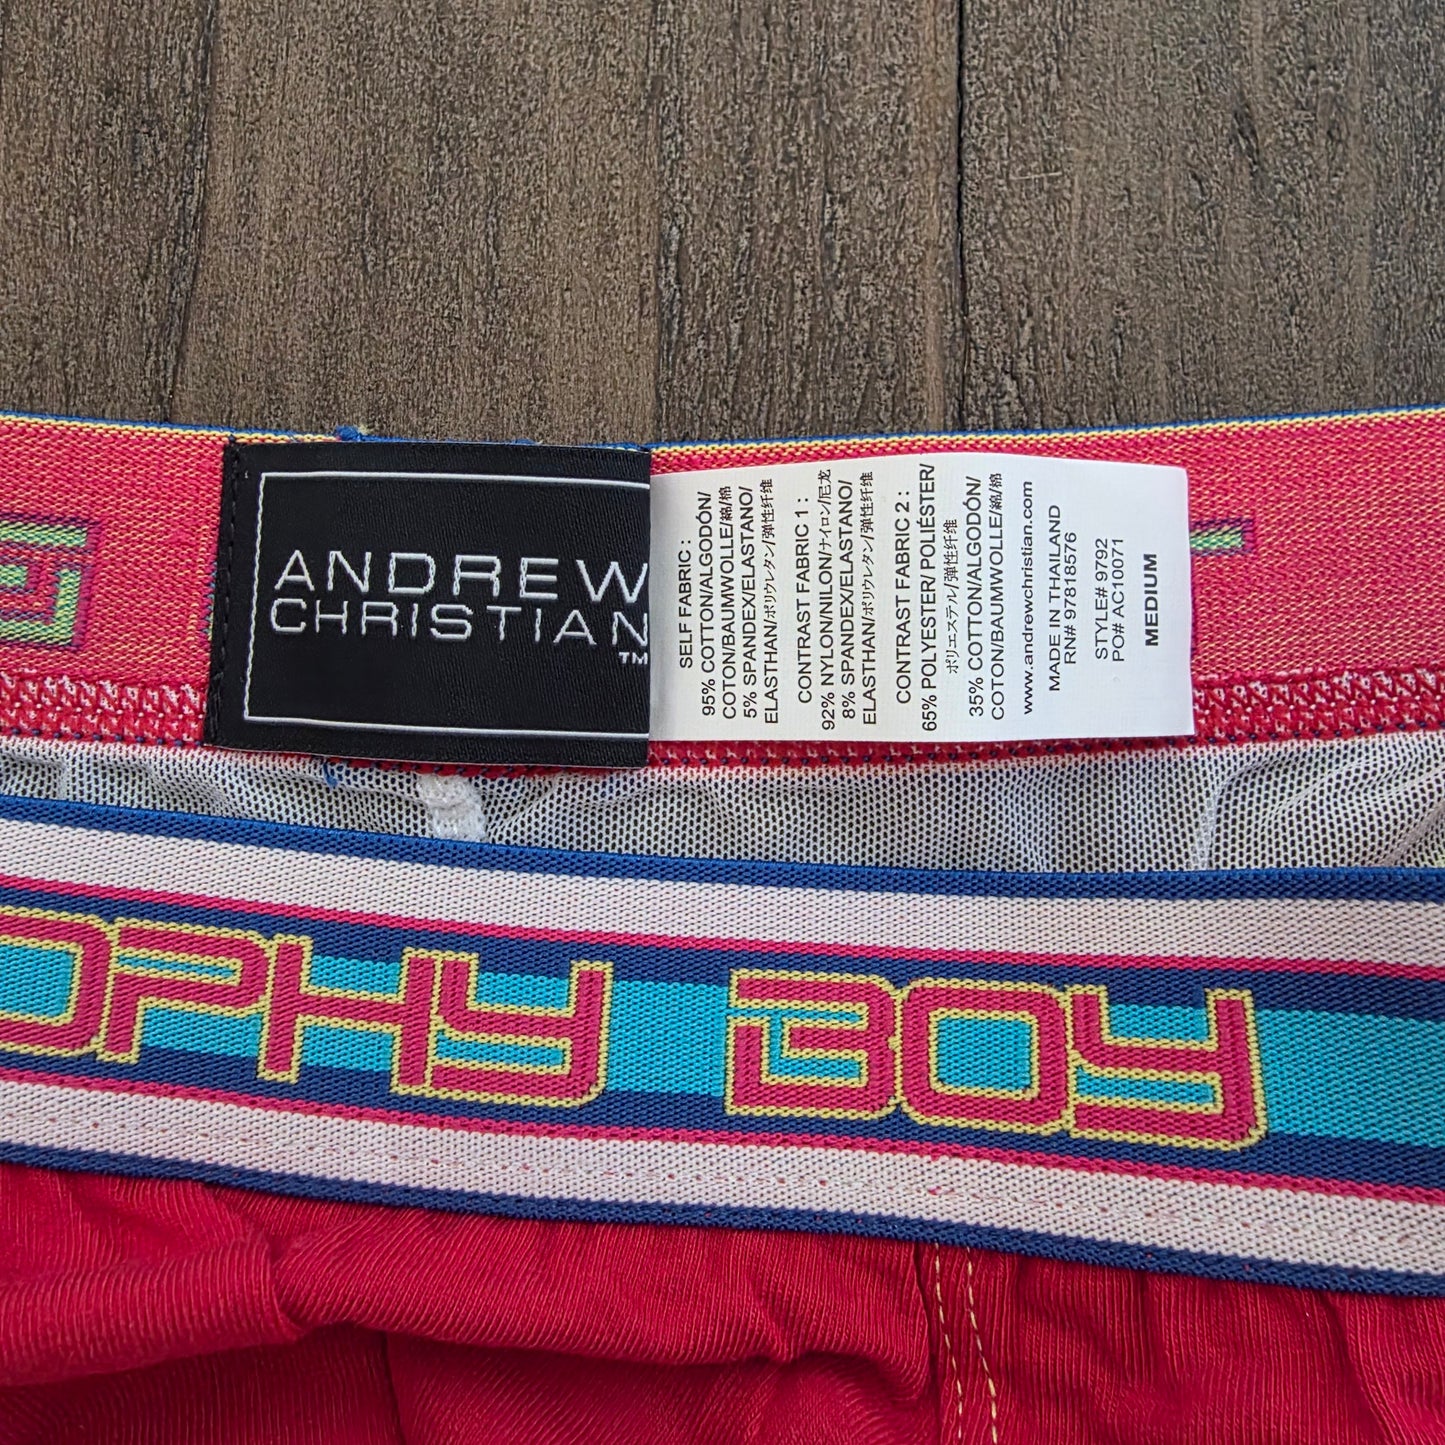 ANDREW
CHRISTIAN
™
SELF FABRIC:
95% COTTON/ALGODÓN/
COTON/BAUMWOLLE/綿/棉
5% SPANDEX/ELASTANO/
ELASTHAN/ポリウレタン/弹性纤维
CONTRAST FABRIC 1 :
92% NYLON/NILON/ナイロン/尼龙
8% SPANDEX/ELASTANO/
ELASTHAN/ポリウレタン/弹性纤维
CONTRAST FABRIC 2 :
65% POLYESTER/ POLIÉSTER/
ポリエステル/弹性纤维
35% COTTON/ALGODÓN/
COTON/BAUMWOLLE/綿/棉
www.andrewchristian.com
MADE IN THAILAND
RN# 97818576
STYLE# 9792
PO# AC10071
MEDIUM
OPHY BOY